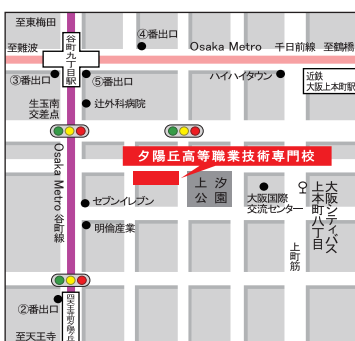 至東梅田
谷町九丁目駅
④番出口
至難波
Osaka Metro 千日前線 至鶴橋
③番出口
⑤番出口
ハイハイタウン
近鉄
大阪上本町駅
生玉南
交差点
辻外科病院
夕陽丘高等職業技術専門校
Osaka Metro 谷町線
セブンイレブン
明倫産業
上汐
公園
大阪国際
交流センター
大阪シティバス
上本町八丁目
上町筋
②番出口
四天王寺前夕陽ヶ丘
至天王寺